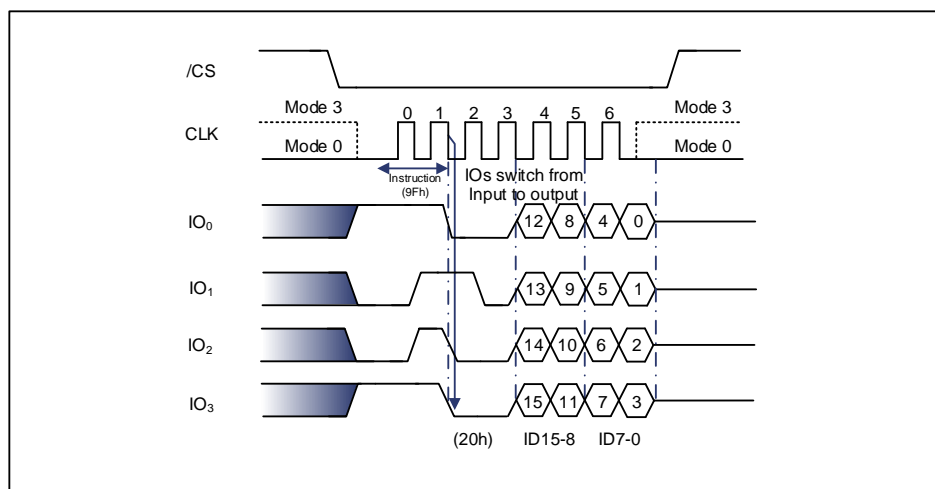 /CS
Mode 3
Mode 3
0 1 2 3 4 5 6
CLK
Mode 0
Mode 0
Instruction
(9Fh)
IOs switch from
Input to output
IO₀
12 8 4 0
IO₁
13 9 5 1
IO₂
14 10 6 2
IO₃
15 11 7 3
(20h) ID15-8 ID7-0